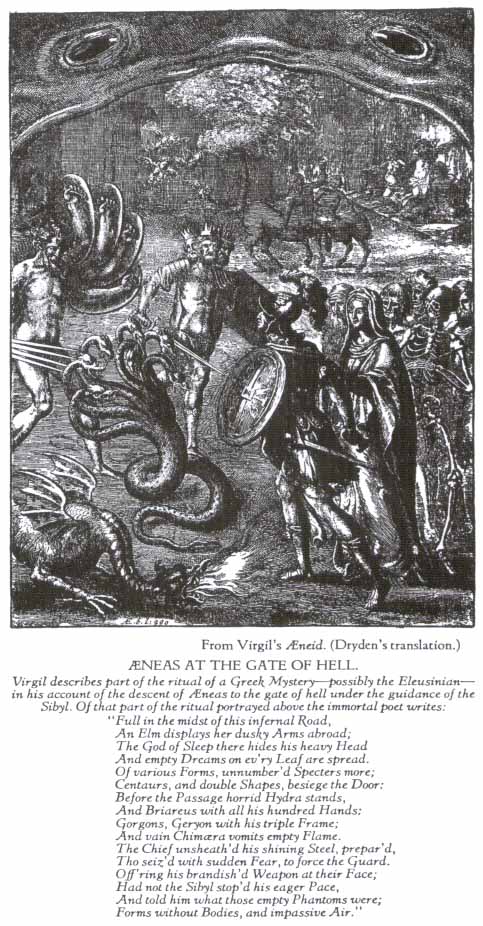 Æ. 6. l. 980
From Virgil's Æneid. (Dryden's translation.)
ÆNEAS AT THE GATE OF HELL.
Virgil describes part of the ritual of a Greek Mystery—possibly the Eleusinian—
in his account of the descent of Æneas to the gate of hell under the guidance of the
Sibyl. Of that part of the ritual portrayed above the immortal poet writes:
"Full in the midst of this infernal Road,
An Elm displays her dusky Arms abroad;
The God of Sleep there hides his heavy Head
And empty Dreams on ev'ry Leaf are spread.
Of various Forms, unnumber'd Specters more;
Centaurs, and double Shapes, besiege the Door:
Before the Passage horrid Hydra stands,
And Briareus with all his hundred Hands:
Gorgons, Geryon with his triple Frame;
And vain Chimæra vomits empty Flame.
The Chief unsheath'd his shining Steel, prepar'd,
Tho seiz'd with sudden Fear, to force the Guard.
Off'ring his brandish'd Weapon at their Face;
Had not the Sibyl stop'd his eager Pace,
And told him what those empty Phantoms were;
Forms without Bodies, and impassive Air."